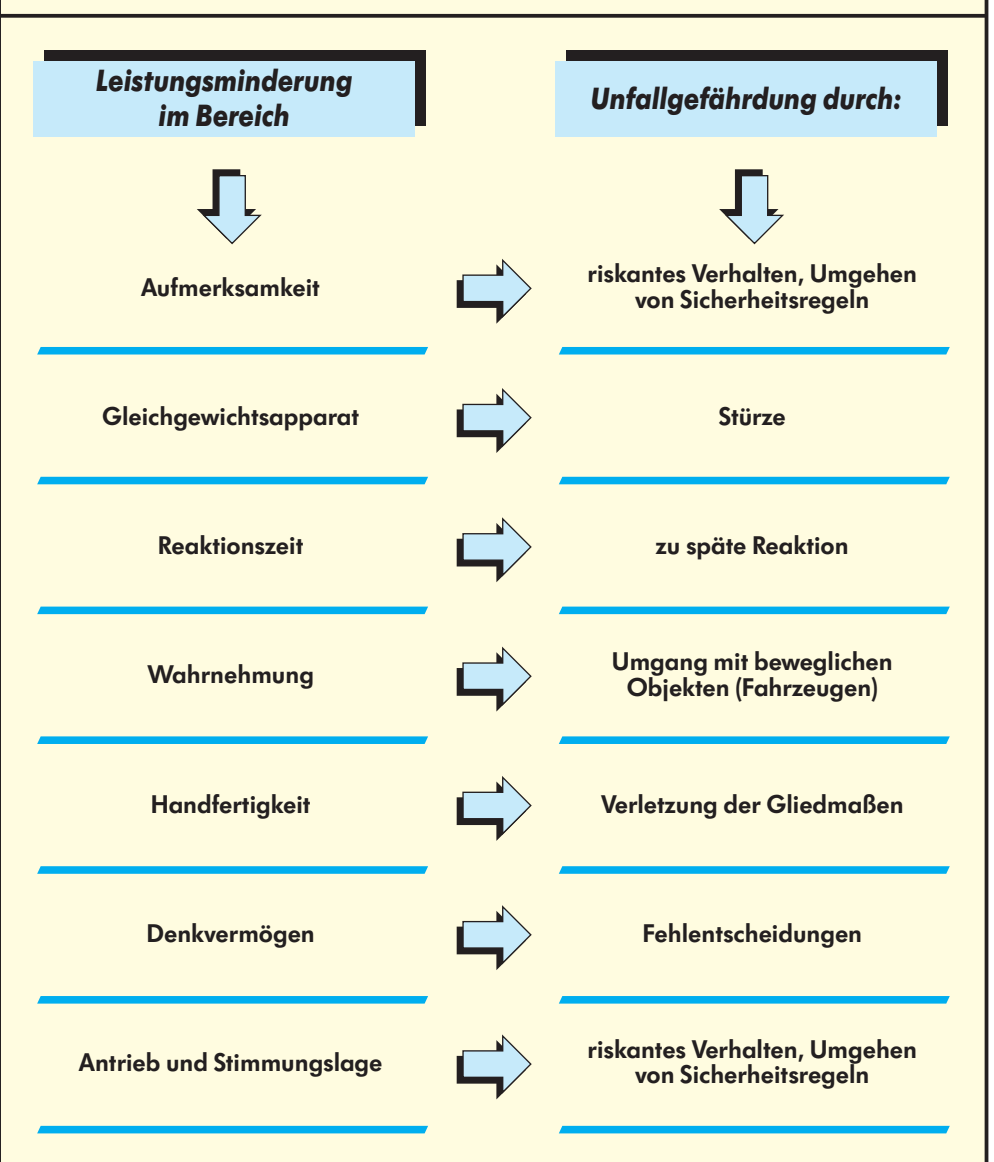 Leistungsminderung
im Bereich
Unfallgefährdung durch:
Aufmerksamkeit
riskantes Verhalten, Umgehen
von Sicherheitsregeln
Gleichgewichtsapparat
Stürze
Reaktionszeit
zu späte Reaktion
Wahrnehmung
Umgang mit beweglichen
Objekten (Fahrzeugen)
Handfertigkeit
Verletzung der Gliedmaßen
Denkvermögen
Fehlentscheidungen
Antrieb und Stimmungslage
riskantes Verhalten, Umgehen
von Sicherheitsregeln